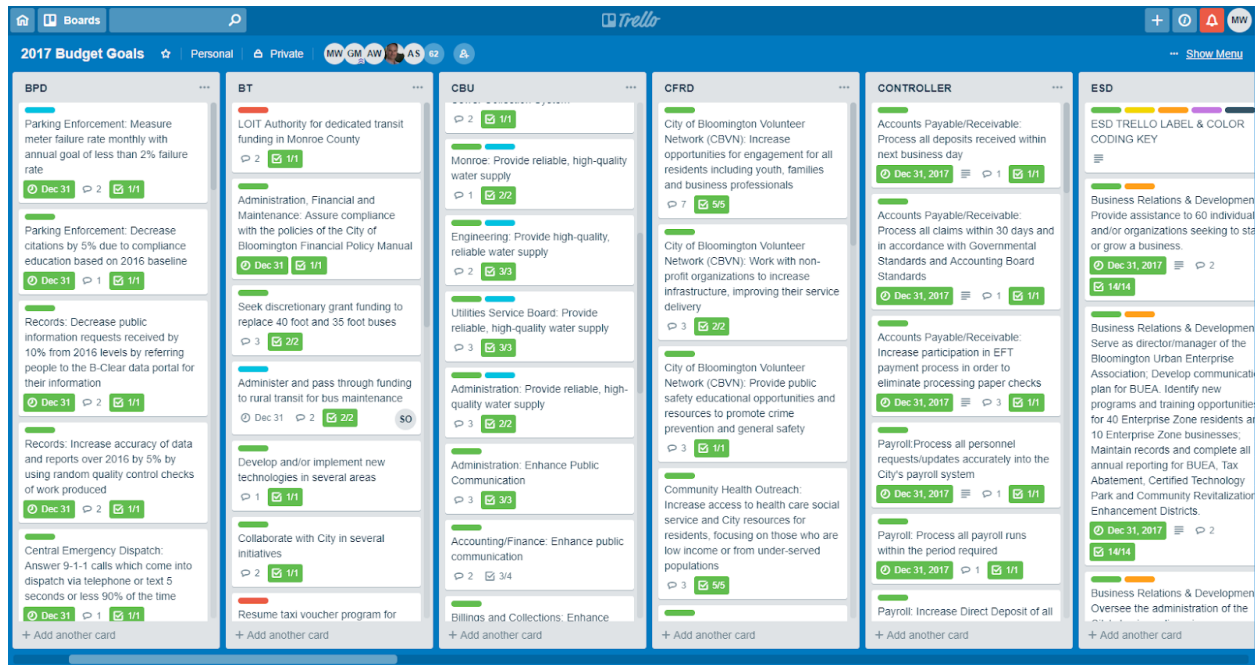 Boards
Trello
MW
2017 Budget Goals
Personal
Private
MW GM AW AS 62
Show Menu
BPD
Parking Enforcement: Measure
meter failure rate monthly with
annual goal of less than 2% failure
rate
Dec 31 2 1/1
Parking Enforcement: Decrease
citations by 5% due to compliance
education based on 2016 baseline
Dec 31 1 1/1
Records: Decrease public
information requests received by
10% from 2016 levels by referring
people to the B-Clear data portal for
their information
Dec 31 2 1/1
Records: Increase accuracy of data
and reports over 2016 by 5% by
using random quality control checks
of work produced
Dec 31 2 1/1
Central Emergency Dispatch:
Answer 9-1-1 calls which come into
dispatch via telephone or text 5
seconds or less 90% of the time
Dec 31 1 1/1
+ Add another card
BT
LOIT Authority for dedicated transit
funding in Monroe County
2 1/1
Administration, Financial and
Maintenance: Assure compliance
with the policies of the City of
Bloomington Financial Policy Manual
Dec 31 1/1
Seek discretionary grant funding to
replace 40 foot and 35 foot buses
3 2/2
Administer and pass through funding
to rural transit for bus maintenance
Dec 31 2 2/2 SO
Develop and/or implement new
technologies in several areas
1 1/1
Collaborate with City in several
initiatives
2 1/1
Resume taxi voucher program for
+ Add another card
CBU
2 1/1
Monroe: Provide reliable, high-quality
water supply
1 2/2
Engineering: Provide high-quality,
reliable water supply
2 3/3
Utilities Service Board: Provide
reliable, high-quality water supply
3 3/3
Administration: Provide reliable, high-
quality water supply
3 2/2
Administration: Enhance Public
Communication
3 3/3
Accounting/Finance: Enhance public
communication
2 3/4
Billings and Collections: Enhance
+ Add another card
CFRD
City of Bloomington Volunteer
Network (CBVN): Increase
opportunities for engagement for all
residents including youth, families
and business professionals
7 5/5
City of Bloomington Volunteer
Network (CBVN): Work with non-
profit organizations to increase
infrastructure, improving their service
delivery
3 2/2
City of Bloomington Volunteer
Network (CBVN): Provide public
safety educational opportunities and
resources to promote crime
prevention and general safety
3 1/1
Community Health Outreach:
Increase access to health care social
service and City resources for
residents, focusing on those who are
low income or from under-served
populations
3 5/5
+ Add another card
CONTROLLER
Accounts Payable/Receivable:
Process all deposits received within
next business day
Dec 31, 2017 1 1/1
Accounts Payable/Receivable:
Process all claims within 30 days and
in accordance with Governmental
Standards and Accounting Board
Standards
Dec 31, 2017 1 1/1
Accounts Payable/Receivable:
Increase participation in EFT
payment process in order to
eliminate processing paper checks
Dec 31, 2017 3 1/1
Payroll:Process all personnel
requests/updates accurately into the
City's payroll system
Dec 31, 2017 1 1/1
Payroll: Process all payroll runs
within the period required
Dec 31, 2017 1 1/1
Payroll: Increase Direct Deposit of all
+ Add another card
ESD
ESD TRELLO LABEL & COLOR
CODING KEY
Business Relations & Developmen
Provide assistance to 60 individual
and/or organizations seeking to sta
or grow a business.
Dec 31, 2017 2
14/14
Business Relations & Developmen
Serve as director/manager of the
Bloomington Urban Enterprise
Association; Develop communicati
plan for BUEA. Identify new
programs and training opportunitie
for 40 Enterprise Zone residents an
10 Enterprise Zone businesses;
Maintain records and complete all
annual reporting for BUEA, Tax
Abatement, Certified Technology
Park and Community Revitalization
Enhancement Districts.
Dec 31, 2017 2
14/14
Business Relations & Developmen
Oversee the administration of the
+ Add another card